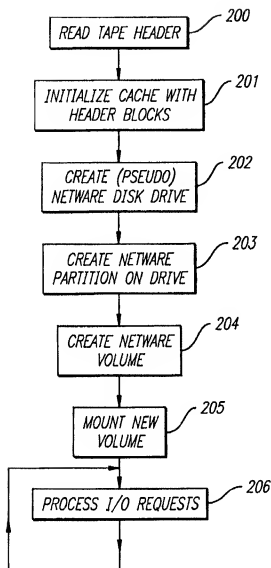 200
READ TAPE HEADER
201
INITIALIZE CACHE WITH
HEADER BLOCKS
202
CREATE (PSEUDO)
NETWARE DISK DRIVE
203
CREATE NETWARE
PARTITION ON DRIVE
204
CREATE NETWARE
VOLUME
205
MOUNT NEW
VOLUME
206
PROCESS I/O REQUESTS